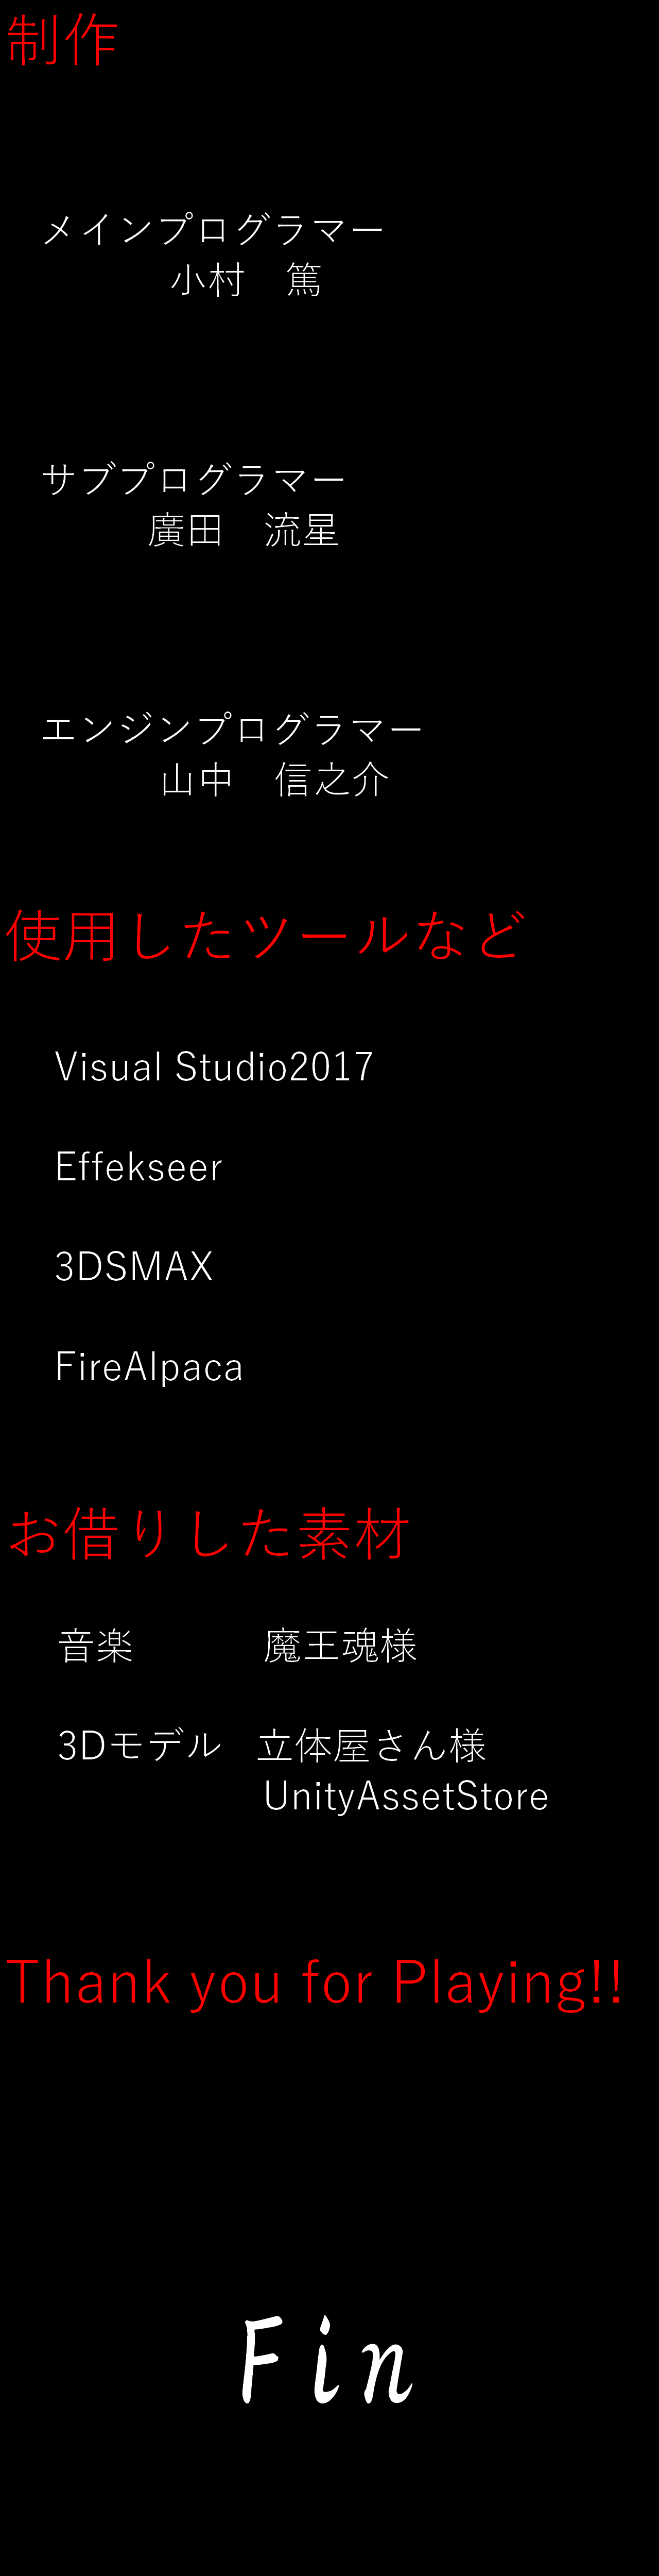 制作
メインプログラマー
小村　篤
サブプログラマー
廣田　流星
エンジンプログラマー
山中　信之介
使用したツールなど
Visual Studio2017
Effekseer
3DSMAX
FireAlpaca
お借りした素材
音楽　魔王魂様
3Dモデル　立体屋さん様
UnityAssetStore
Thank you for Playing!!
Fin